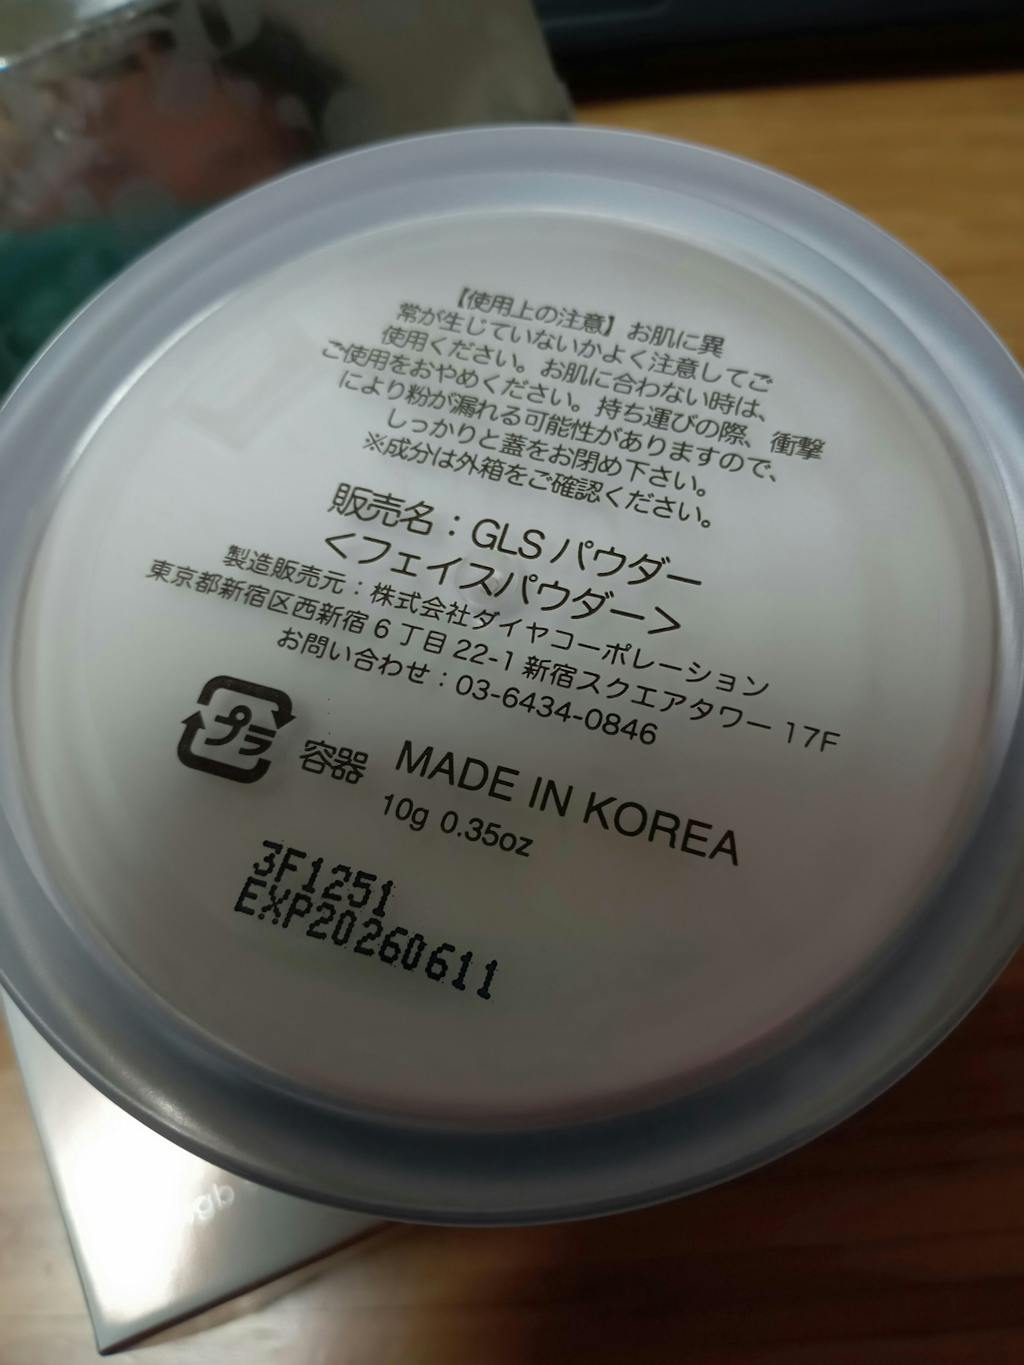 【使用上の注意】お肌に異
常が生じていないかよく注意してご
使用ください。お肌に合わない時は、
ご使用をおやめください。持ち運びの際、衝撃
により粉が漏れる可能性がありますので、
しっかりと蓋をお閉め下さい。
※成分は外箱をご確認ください。
販売名：GLSパウダー
<フェイスパウダー>
製造販売元：株式会社ダイヤコーポレーション
東京都新宿区西新宿6丁目22-1新宿スクエアタワー17F
お問い合わせ：03-6434-0846
プラ
容器
MADE IN KOREA
10g 0.35oz
3F1251
EXP20260611